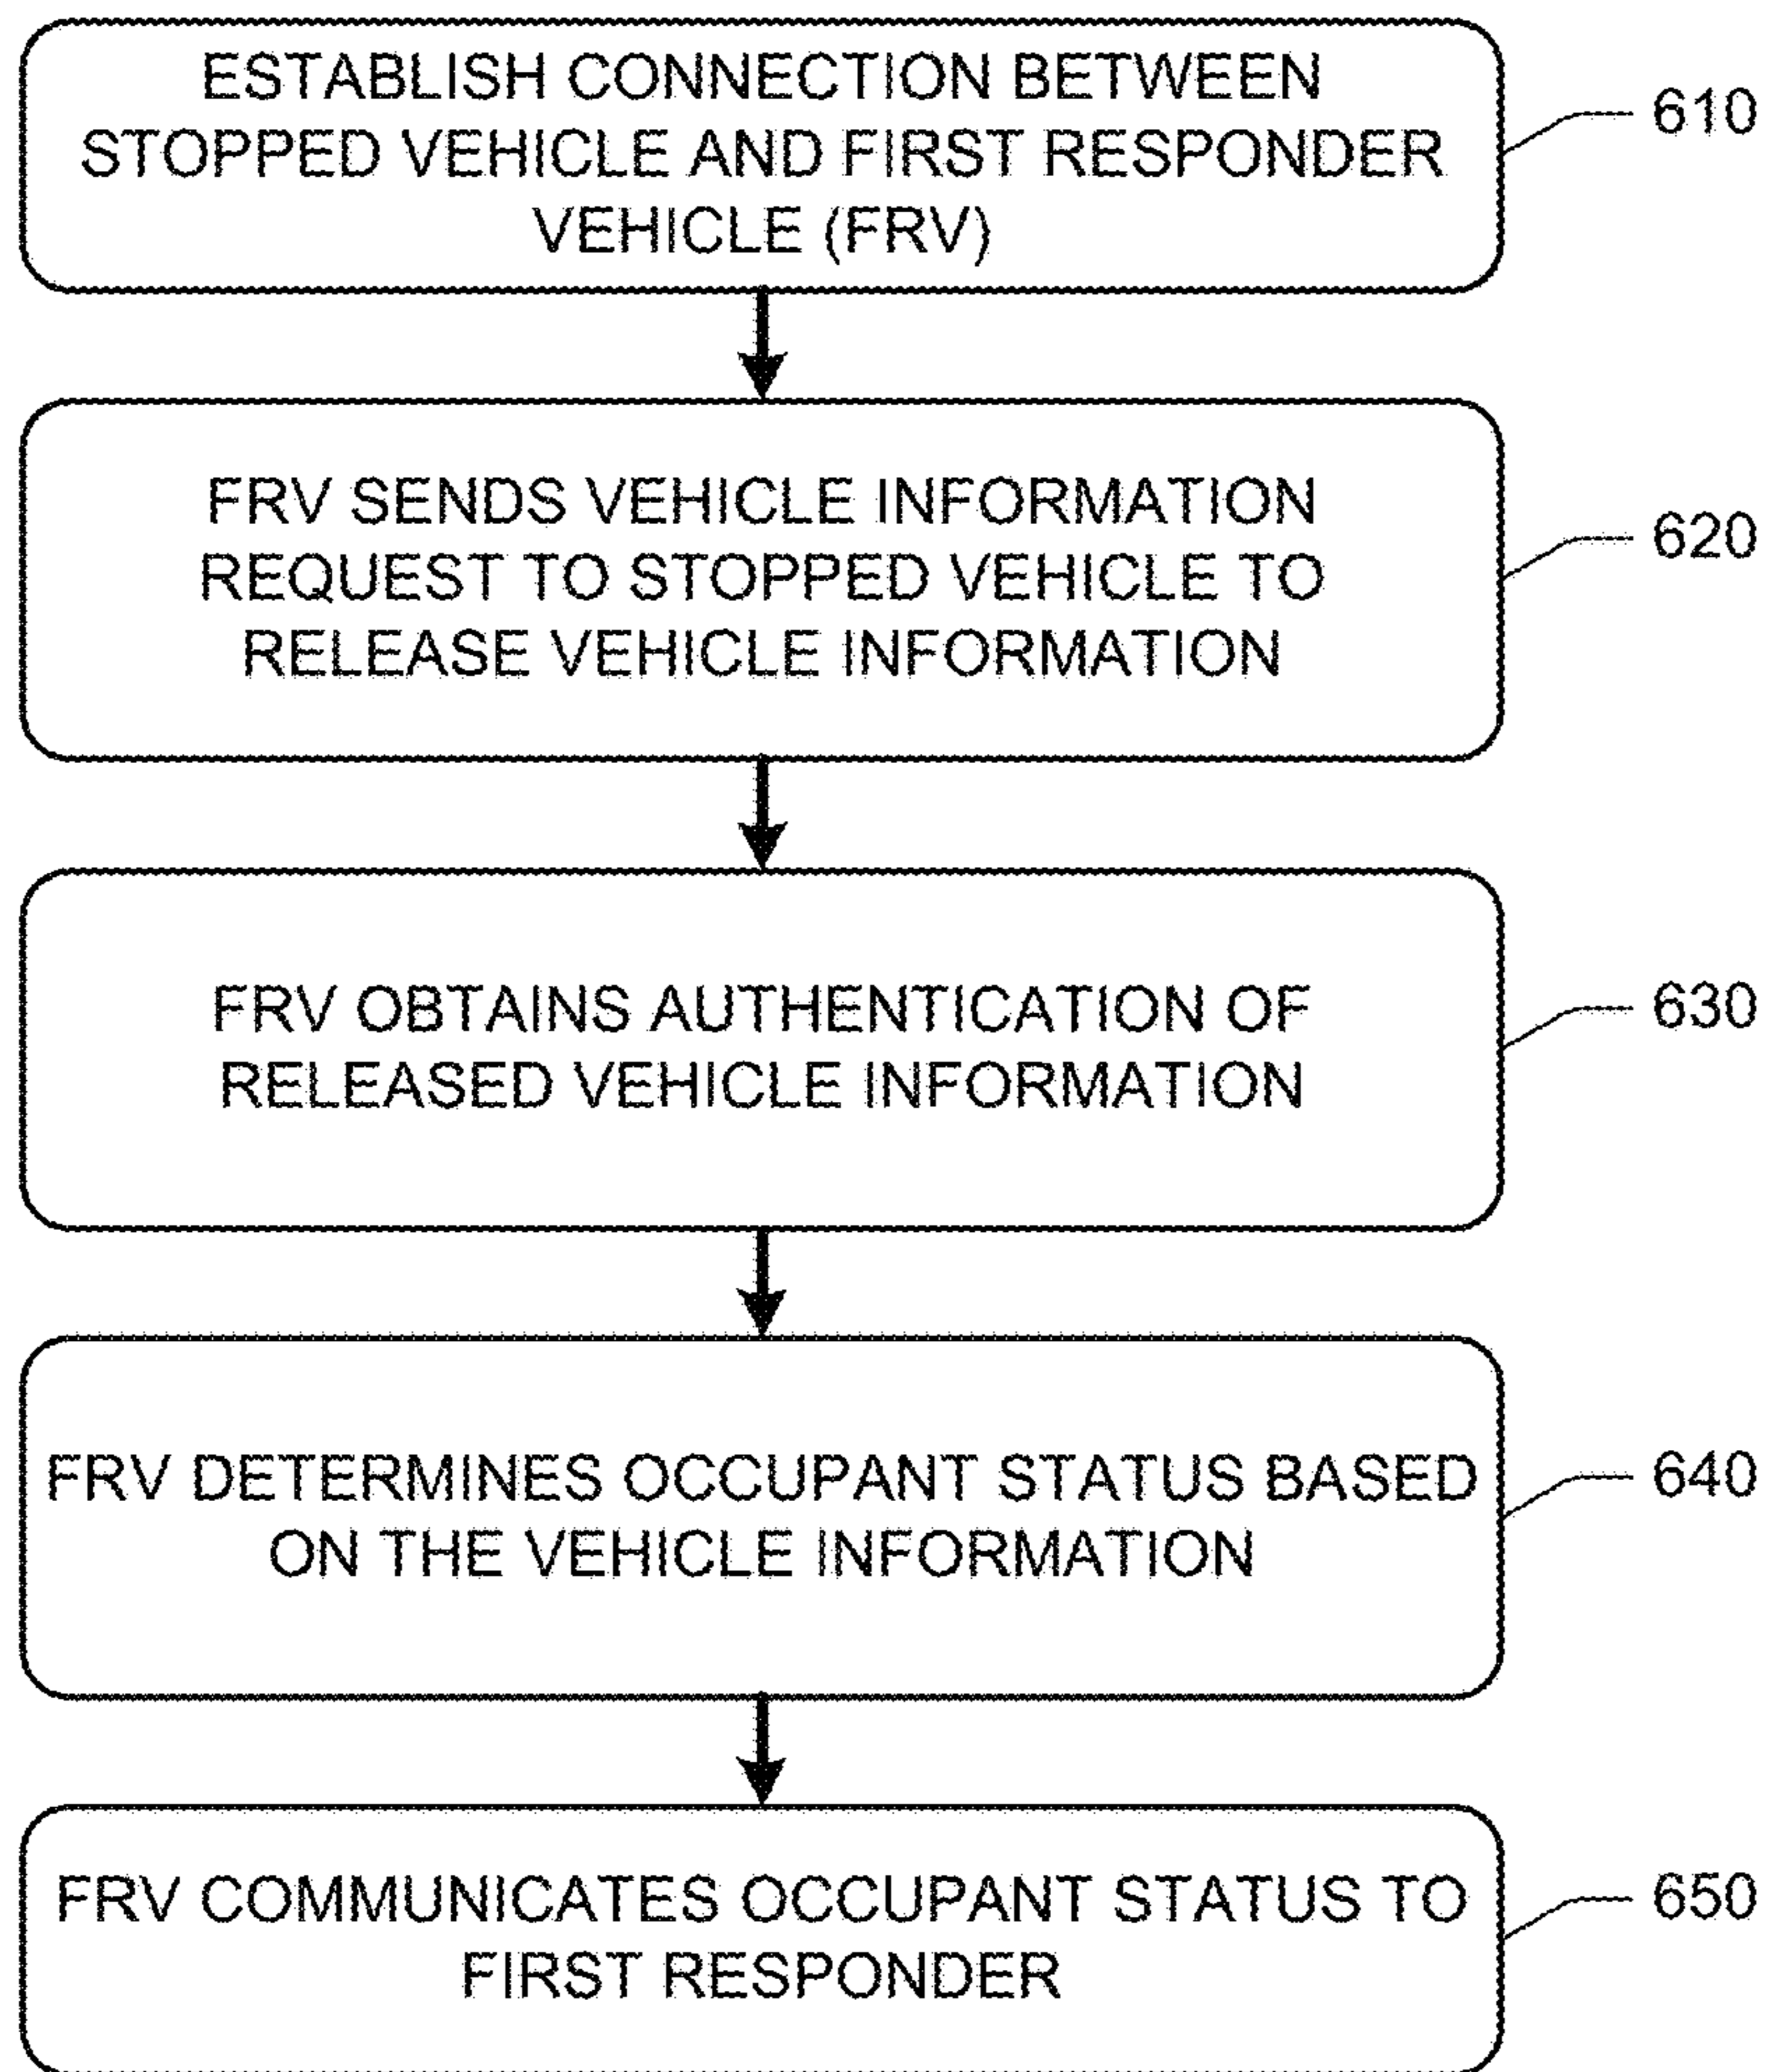 ESTABLISH CONNECTION BETWEEN
STOPPED VEHICLE AND FIRST RESPONDER
VEHICLE (FRV)
610
FRV SENDS VEHICLE INFORMATION
REQUEST TO STOPPED VEHICLE TO
RELEASE VEHICLE INFORMATION
620
FRV OBTAINS AUTHENTICATION OF
RELEASED VEHICLE INFORMATION
630
FRV DETERMINES OCCUPANT STATUS BASED
ON THE VEHICLE INFORMATION
640
FRV COMMUNICATES OCCUPANT STATUS TO
FIRST RESPONDER
650